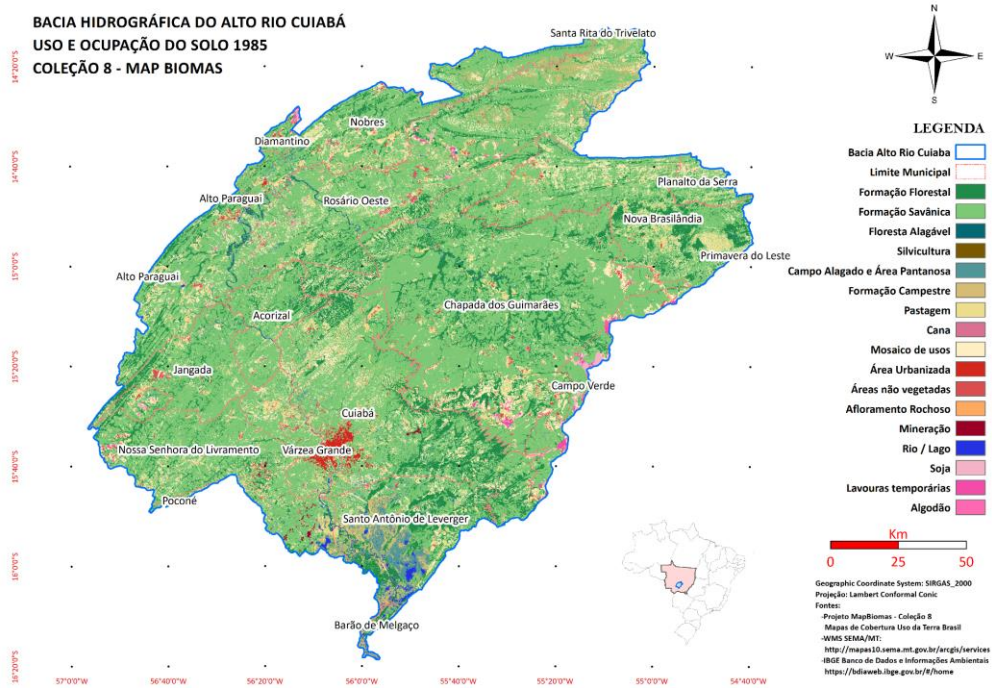 BACIA HIDROGRÁFICA DO ALTO RIO CUIABÁ
USO E OCUPAÇÃO DO SOLO 1985
COLEÇÃO 8 - MAP BIOMAS
N
W
E
S
Santa Rita do Trivelato
Nobres
Diamantino
Planalto da Serra
Alto Paraguai
Rosário Oeste
Nova Brasilândia
Primavera do Leste
Alto Paraguai
Chapada dos Guimarães
Acorizal
Jangada
Campo Verde
Cuiabá
Nossa Senhora do Livramento
Várzea Grande
Poconé
Santo Antônio de Leverger
Barão de Melgaço
14°20'0"S
14°40'0"S
15°0'0"S
15°20'0"S
15°40'0"S
16°0'0"S
16°20'0"S
57°0'0"W
56°40'0"W
56°20'0"W
56°0'0"W
55°40'0"W
55°20'0"W
55°0'0"W
54°40'0"W
LEGENDA
Bacia Alto Rio Cuiaba
Limite Municipal
Formação Florestal
Formação Savânica
Floresta Alagável
Silvicultura
Campo Alagado e Área Pantanosa
Formação Campestre
Pastagem
Cana
Mosaico de usos
Área Urbanizada
Áreas não vegetadas
Afloramento Rochoso
Mineração
Rio / Lago
Soja
Lavouras temporárias
Algodão
Km
0 25 50
Geographic Coordinate System: SIRGAS_2000
Projeção: Lambert Conformal Conic
Fontes:
-Projeto MapBiomas - Coleção 8
Mapas de Cobertura Uso da Terra Brasil
-WMS SEMA/MT:
http://mapas10.sema.mt.gov.br/arcgis/services
-IBGE Banco de Dados e Informações Ambientais
https://bdiaweb.ibge.gov.br/#/home